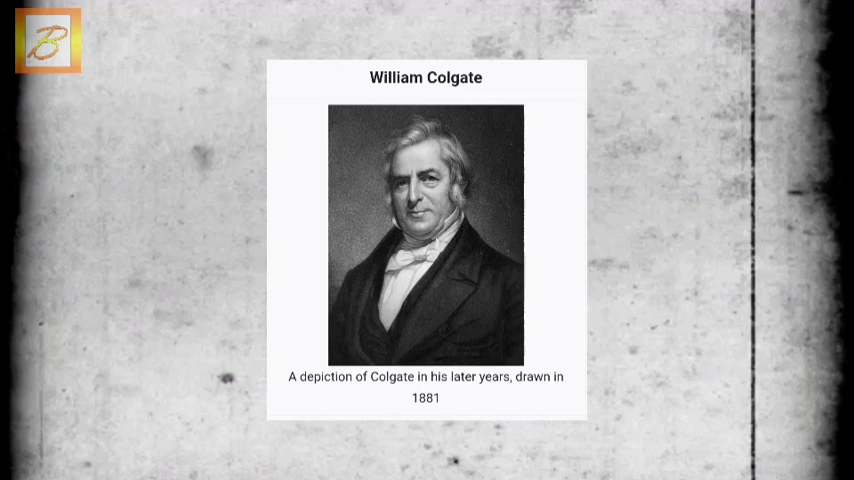 B
William Colgate
A depiction of Colgate in his later years, drawn in
1881